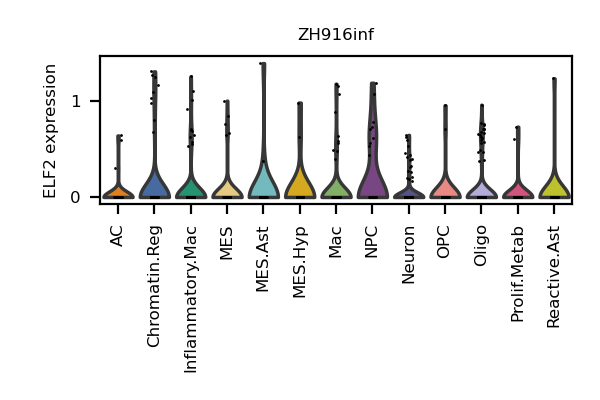 ZH916inf
ELF2 expression
1
0
AC
Chromatin.Reg
Inflammatory.Mac
MES
MES.Ast
MES.Hyp
Mac
NPC
Neuron
OPC
Oligo
Prolif.Metab
Reactive.Ast